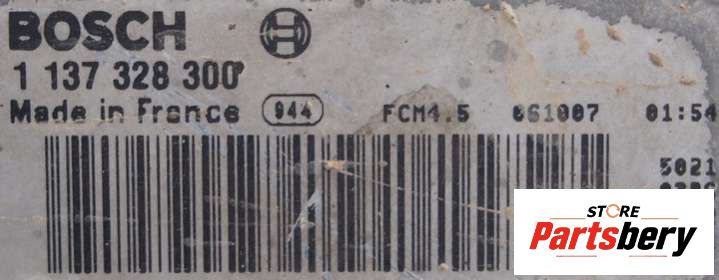 BOSCH
1 137 328 300
Made in France 944 FCM4.5 061007 01:54
5021
STORE
Partsbery